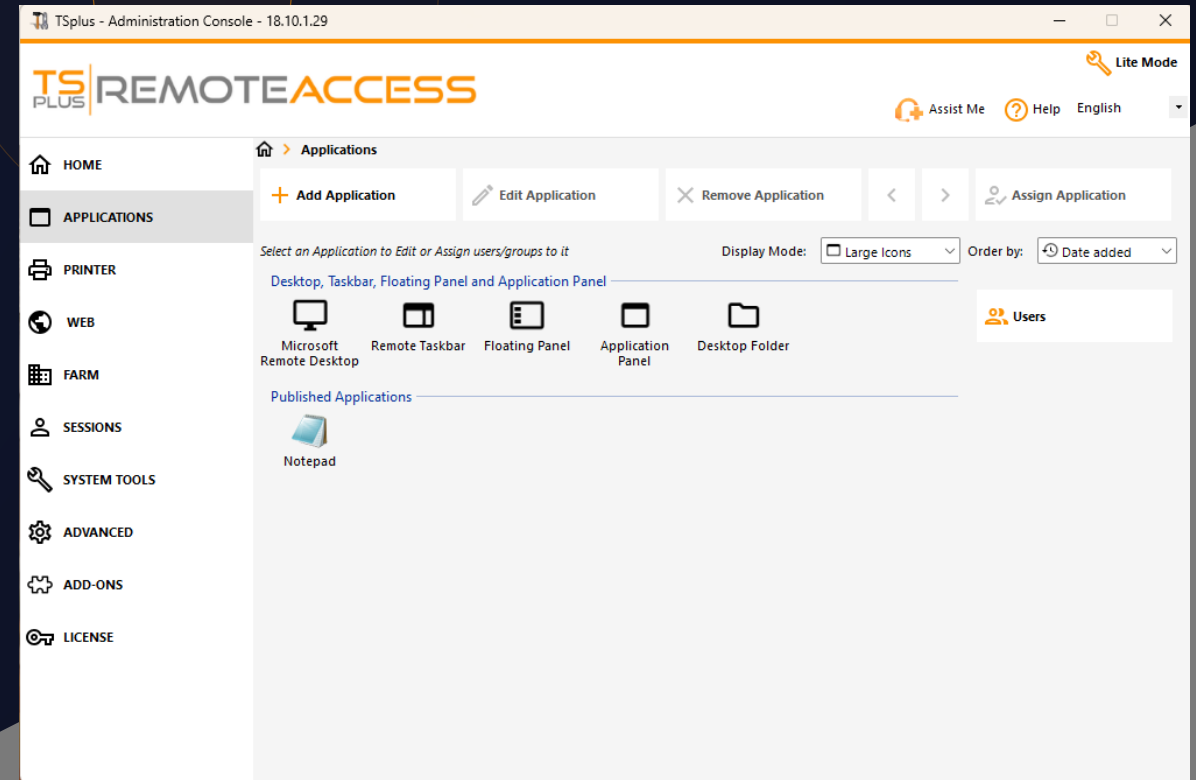 TSplus - Administration Console - 18.10.1.29
Lite Mode
TS PLUS REMOTEACCESS
Assist Me Help English
HOME
APPLICATIONS
PRINTER
WEB
FARM
SESSIONS
SYSTEM TOOLS
ADVANCED
ADD-ONS
LICENSE
Applications
Add Application Edit Application Remove Application Assign Application
Select an Application to Edit or Assign users/groups to it Display Mode: Large Icons Order by: Date added
Desktop, Taskbar, Floating Panel and Application Panel
Users
Microsoft Remote Desktop
Remote Taskbar
Floating Panel
Application Panel
Desktop Folder
Published Applications
Notepad